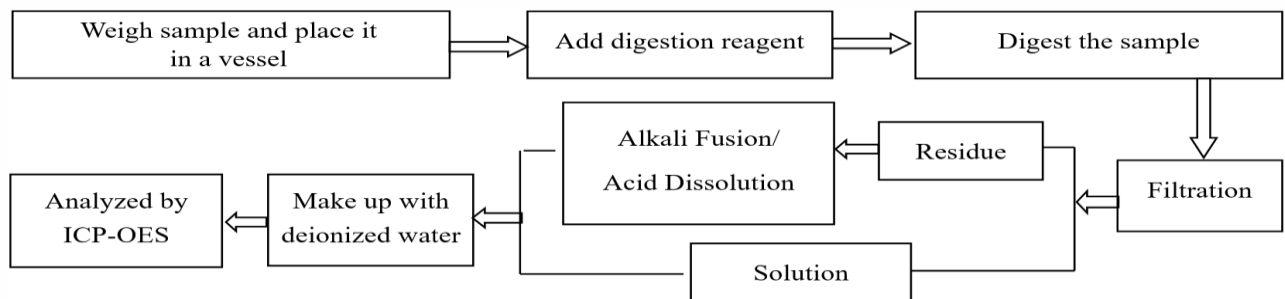 Weigh sample and place it
in a vessel
Add digestion reagent
Digest the sample
Filtration
Residue
Alkali Fusion/
Acid Dissolution
Solution
Make up with
deionized water
Analyzed by
ICP-OES